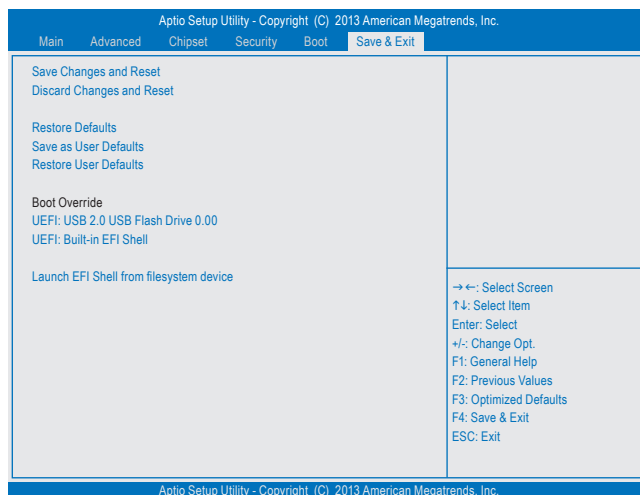 Aptio Setup Utility - Copyright (C) 2013 American Megatrends, Inc.
Main Advanced Chipset Security Boot Save & Exit
Save Changes and Reset
Discard Changes and Reset
Restore Defaults
Save as User Defaults
Restore User Defaults
Boot Override
UEFI: USB 2.0 USB Flash Drive 0.00
UEFI: Built-in EFI Shell
Launch EFI Shell from filesystem device
→←: Select Screen
↑↓: Select Item
Enter: Select
+/-: Change Opt.
F1: General Help
F2: Previous Values
F3: Optimized Defaults
F4: Save & Exit
ESC: Exit
Aptio Setup Utility - Copyright (C) 2013 American Megatrends, Inc.